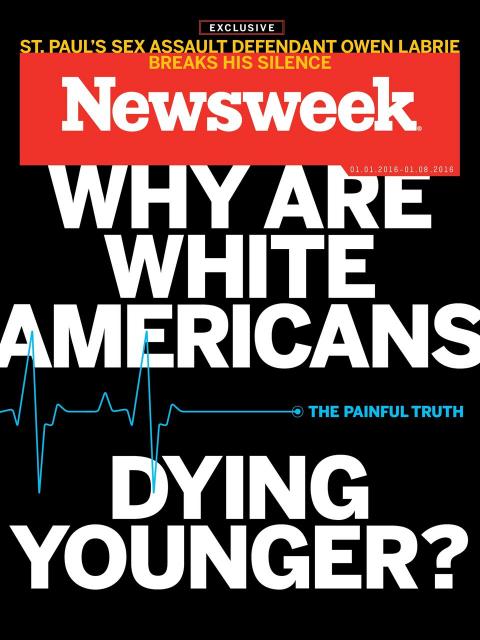 EXCLUSIVE
ST. PAUL'S SEX ASSAULT DEFENDANT OWEN LABRIE
BREAKS HIS SILENCE
Newsweek®
01.01.2016–01.08.2016
WHY ARE
WHITE
AMERICANS
THE PAINFUL TRUTH
DYING
YOUNGER?